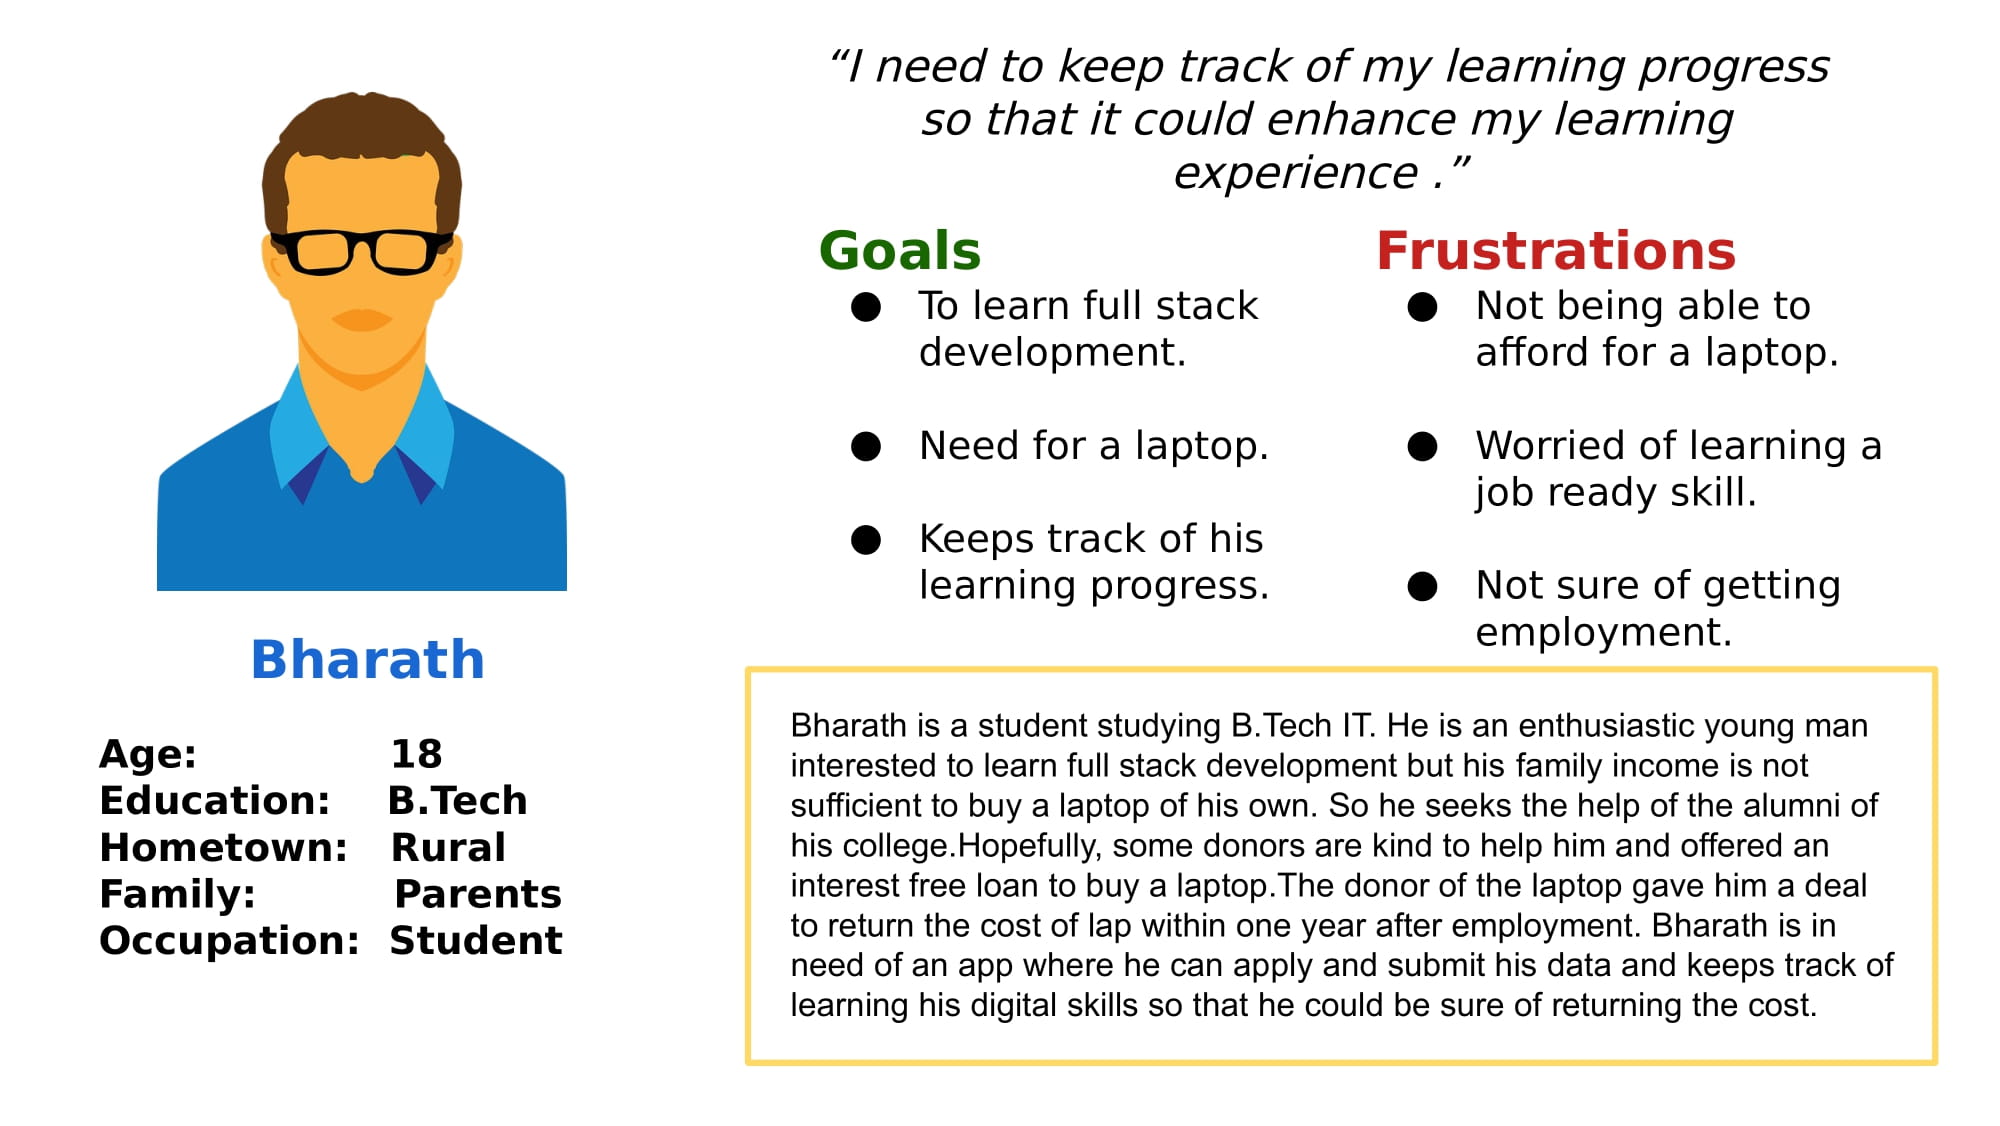 “I need to keep track of my learning progress
so that it could enhance my learning
experience .”
Goals
● To learn full stack
development.
● Need for a laptop.
● Keeps track of his
learning progress.
Frustrations
● Not being able to
afford for a laptop.
● Worried of learning a
job ready skill.
● Not sure of getting
employment.
Bharath
Age: 18
Education: B.Tech
Hometown: Rural
Family: Parents
Occupation: Student
Bharath is a student studying B.Tech IT. He is an enthusiastic young man
interested to learn full stack development but his family income is not
sufficient to buy a laptop of his own. So he seeks the help of the alumni of
his college.Hopefully, some donors are kind to help him and offered an
interest free loan to buy a laptop.The donor of the laptop gave him a deal
to return the cost of lap within one year after employment. Bharath is in
need of an app where he can apply and submit his data and keeps track of
learning his digital skills so that he could be sure of returning the cost.